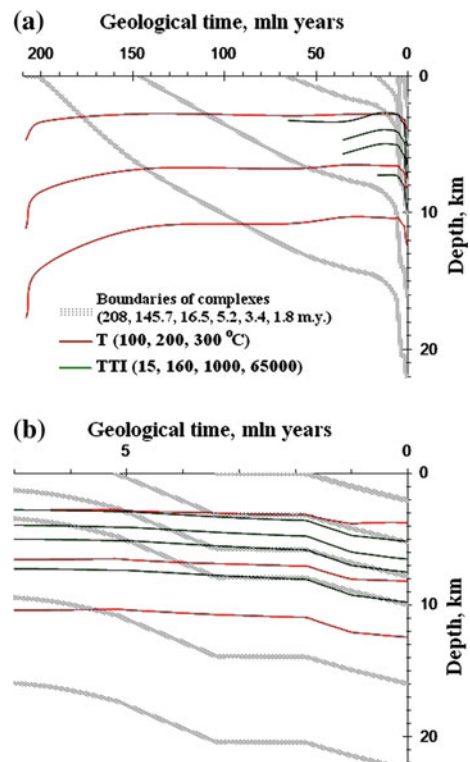 (a)
Geological time, mln years
200 150 100 50 0
0
10
20
Depth, km
Boundaries of complexes
(208, 145.7, 16.5, 5.2, 3.4, 1.8 m.y.)
T (100, 200, 300 °C)
TTI (15, 160, 1000, 65000)
(b)
Geological time, mln years
5 0
0
10
20
Depth, km